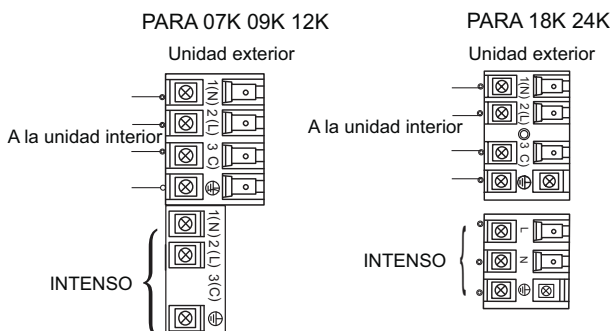 PARA 07K 09K 12K
Unidad exterior
1(N)
2 (L)
3 C)
A la unidad interior
1(N)
2 (L)
3(C)
INTENSO
PARA 18K 24K
Unidad exterior
1(N)
2 (L)
3 C)
A la unidad interior
L
N
INTENSO